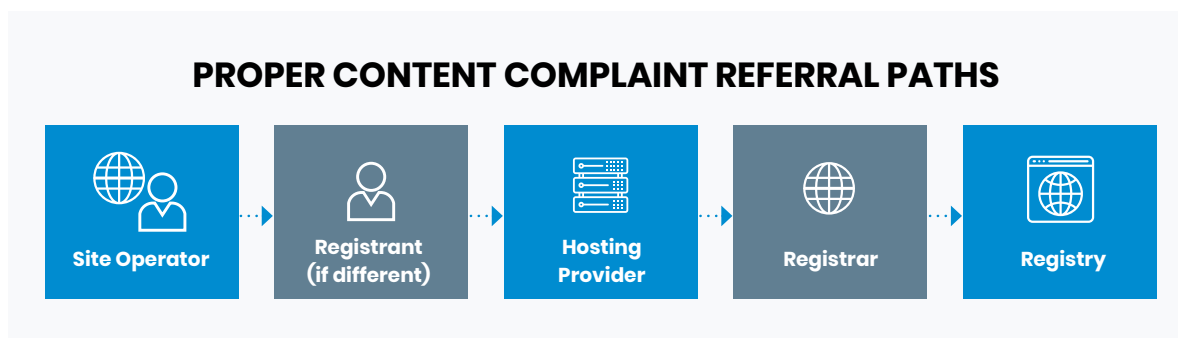 PROPER CONTENT COMPLAINT REFERRAL PATHS
Site Operator
Registrant
(if different)
Hosting
Provider
Registrar
Registry